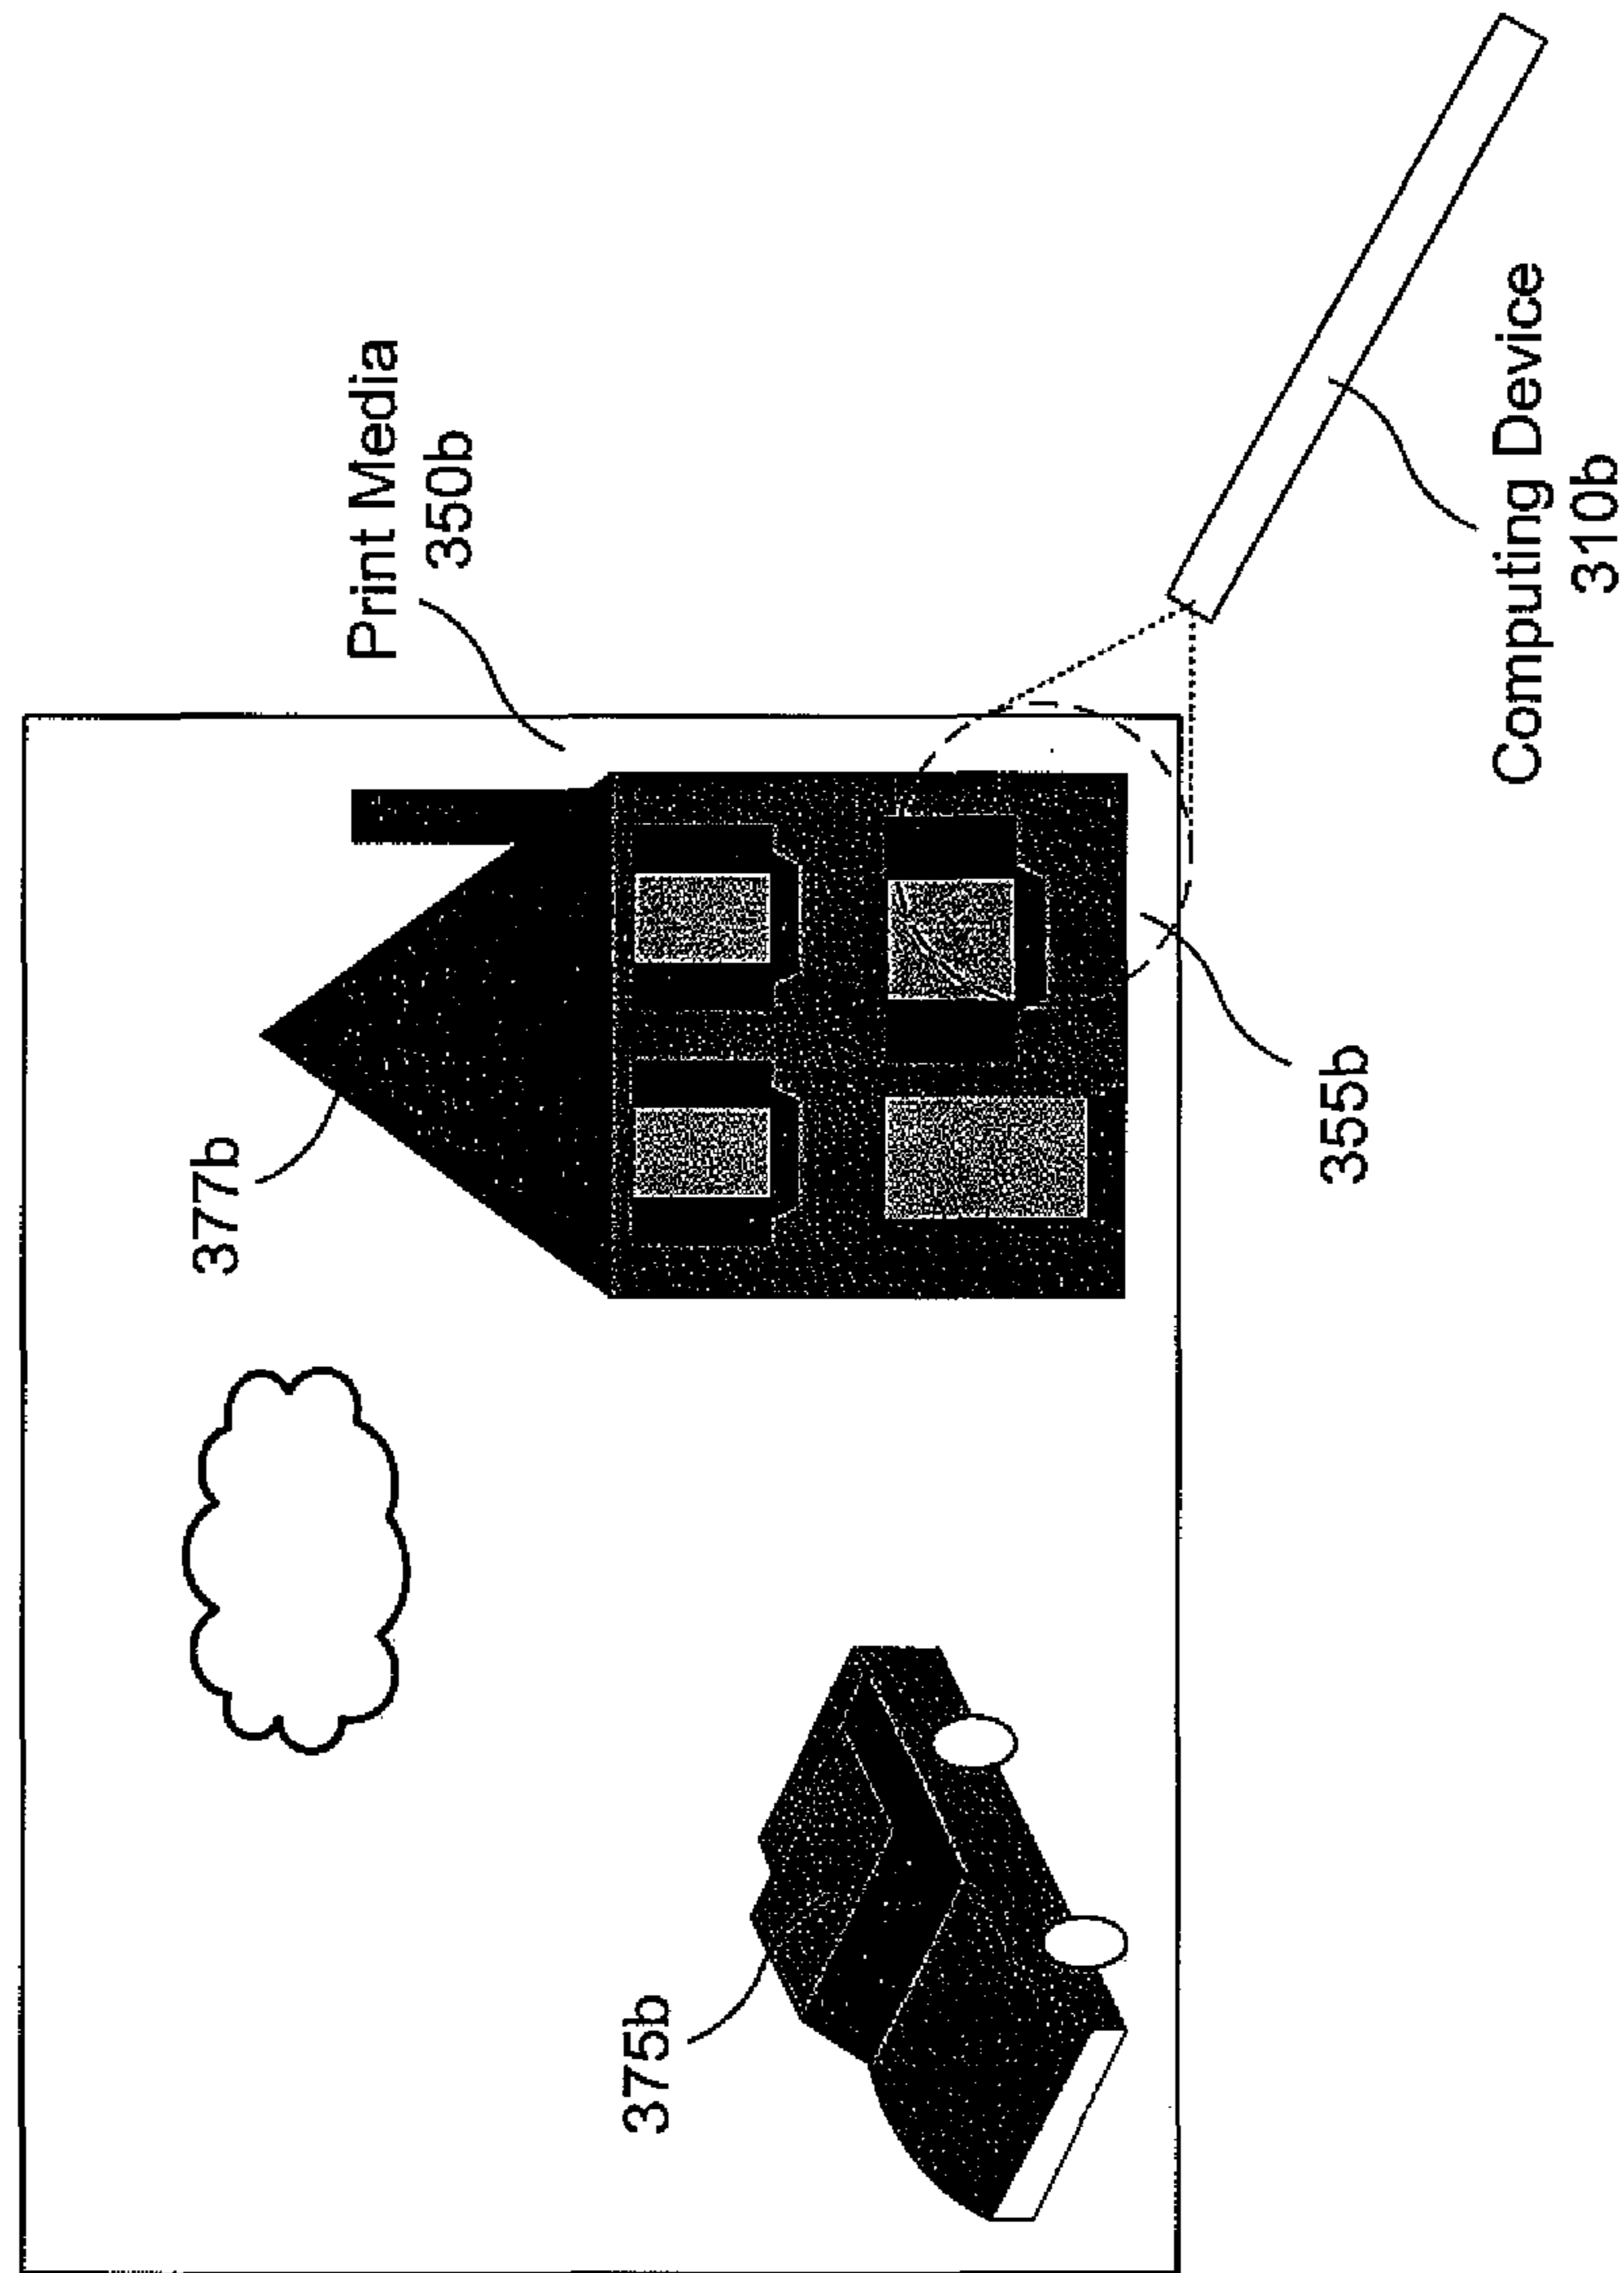 Print Media
350b
377b
375b
355b
Computing Device
310b